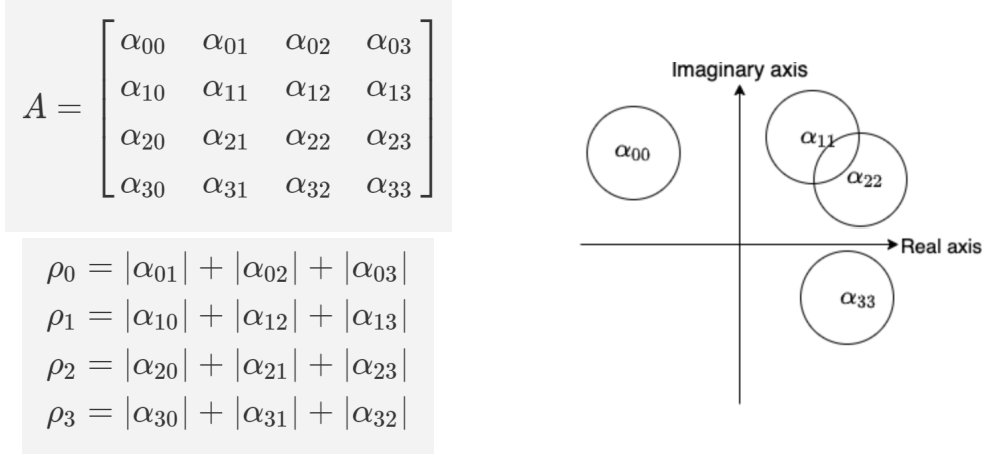 A = [ α₀₀ α₀₁ α₀₂ α₀₃
α₁₀ α₁₁ α₁₂ α₁₃
α₂₀ α₂₁ α₂₂ α₂₃
α₃₀ α₃₁ α₃₂ α₃₃ ]
ρ₀ = |α₀₁| + |α₀₂| + |α₀₃|
ρ₁ = |α₁₀| + |α₁₂| + |α₁₃|
ρ₂ = |α₂₀| + |α₂₁| + |α₂₃|
ρ₃ = |α₃₀| + |α₃₁| + |α₃₂|
Imaginary axis
α₀₀
α₁₁
α₂₂
Real axis
α₃₃